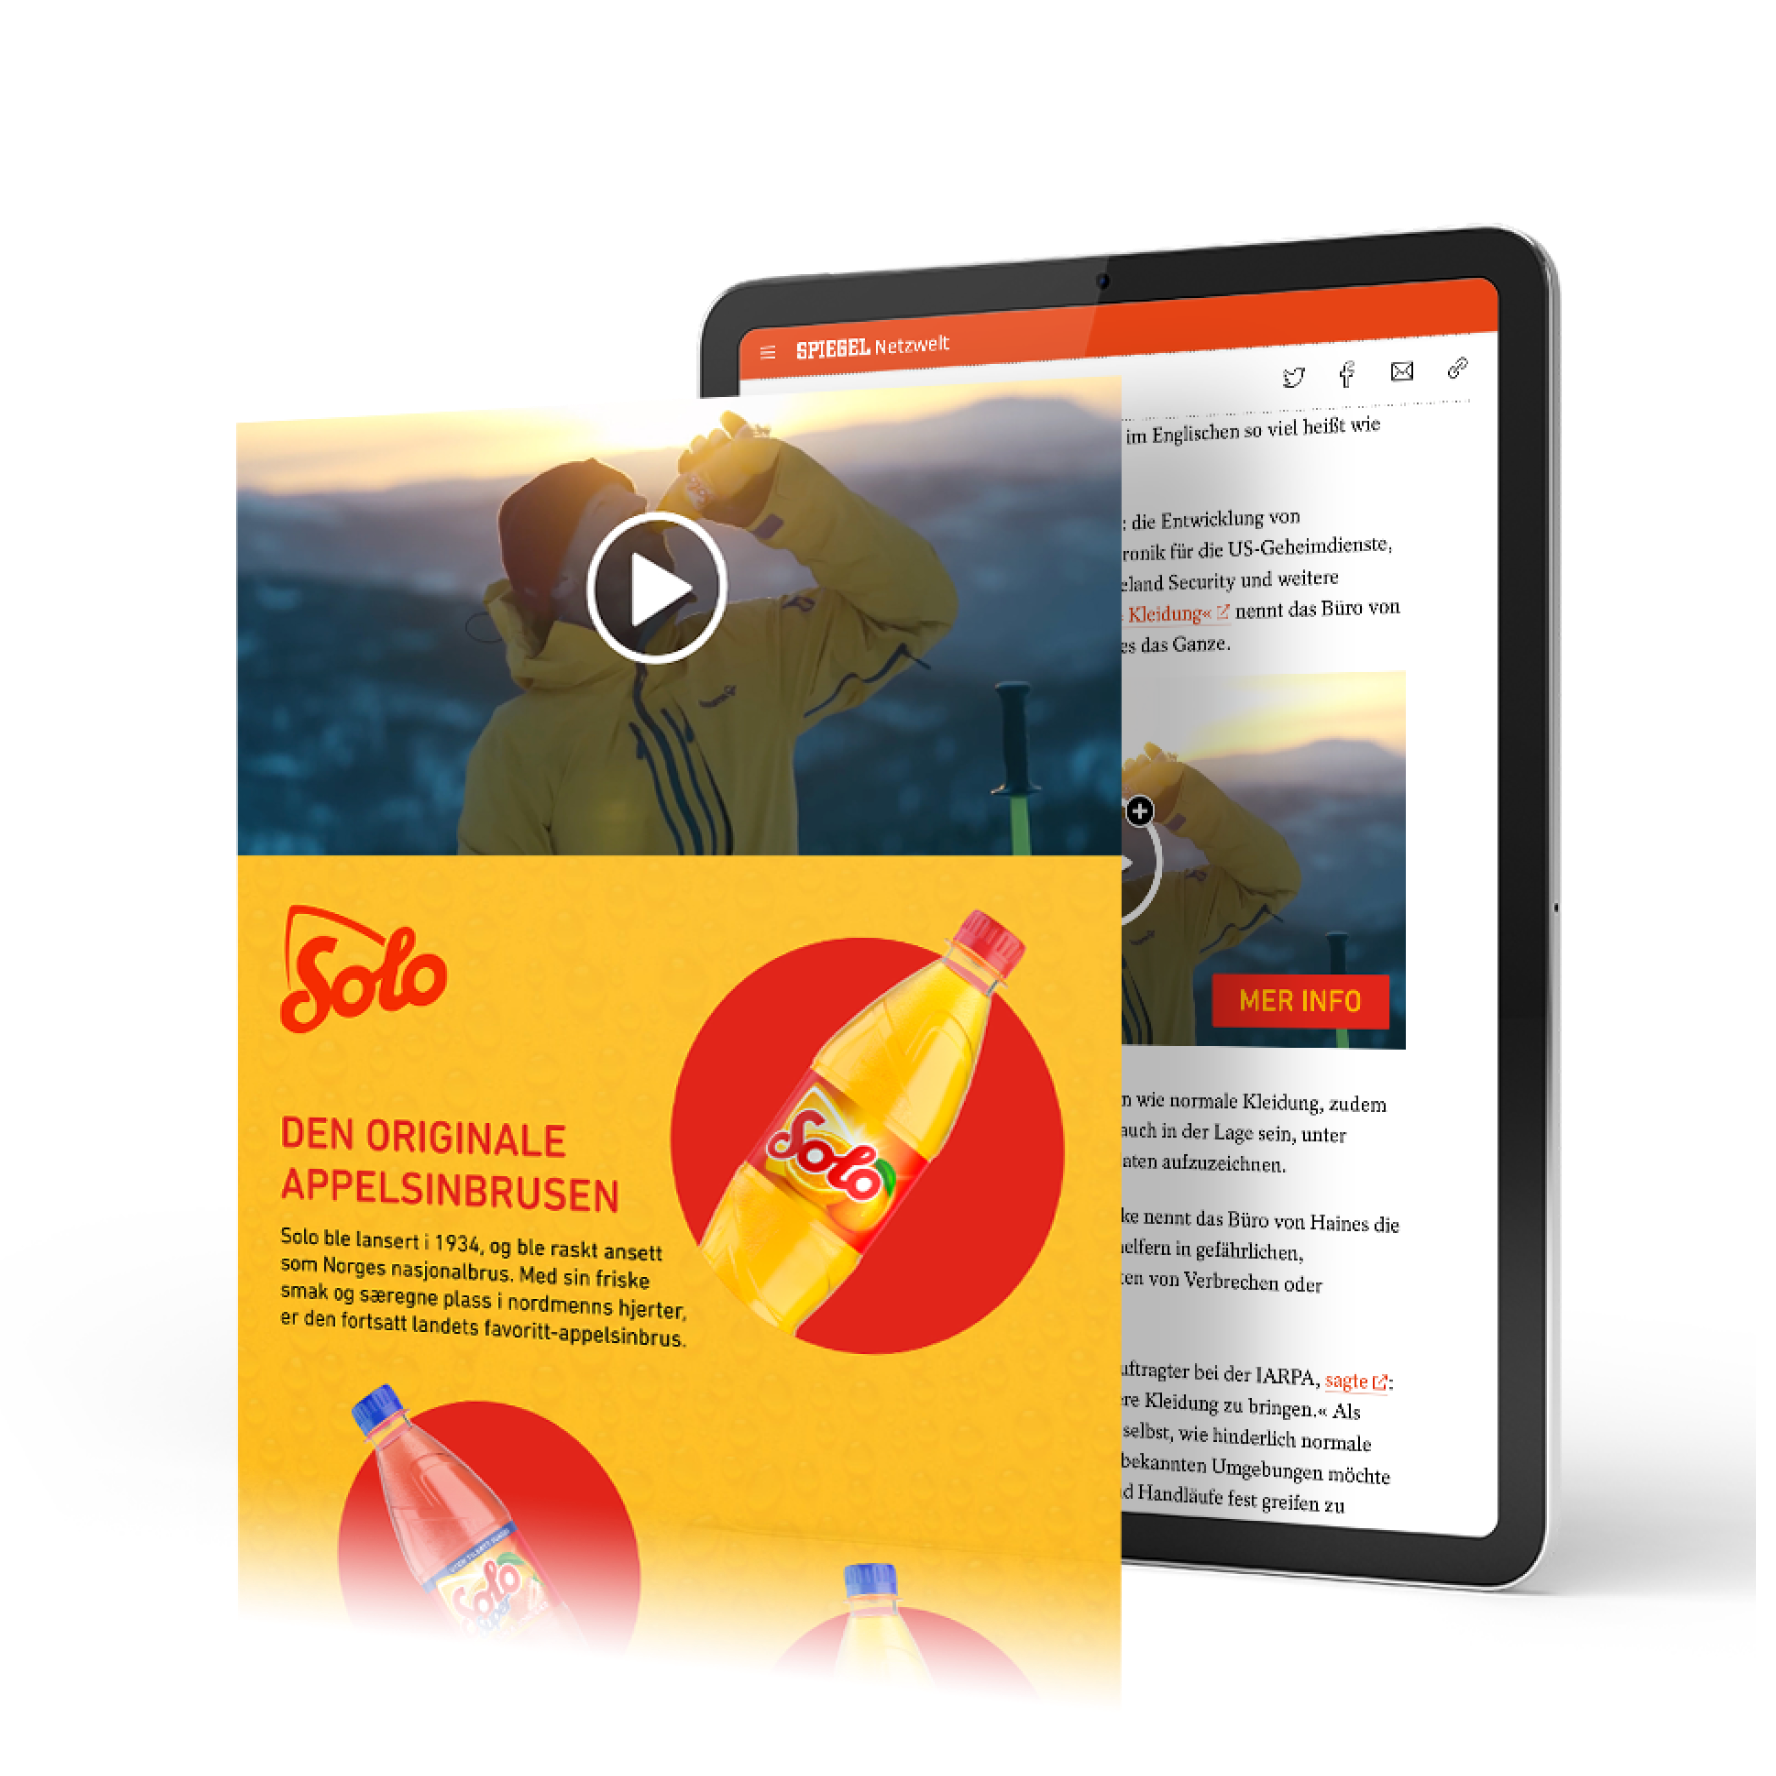 SPIEGEL Netzwelt
im Englischen so viel heißt wie
: die Entwicklung von
ronik für die US-Geheimdienste,
eland Security und weitere
Kleidung« nennt das Büro von
es das Ganze.
MER INFO
n wie normale Kleidung, zudem
auch in der Lage sein, unter
aten aufzuzeichnen.
ke nennt das Büro von Haines die
elfern in gefährlichen,
ten von Verbrechen oder
uftragter bei der IARPA, sagte:
re Kleidung zu bringen.« Als
selbst, wie hinderlich normale
bekannten Umgebungen möchte
d Handläufe fest greifen zu
Solo
DEN ORIGINALE
APPELSINBRUSEN
Solo ble lansert i 1934, og ble raskt ansett
som Norges nasjonalbrus. Med sin friske
smak og særegne plass i nordmenns hjerter,
er den fortsatt landets favoritt-appelsinbrus.
Solo
Solo